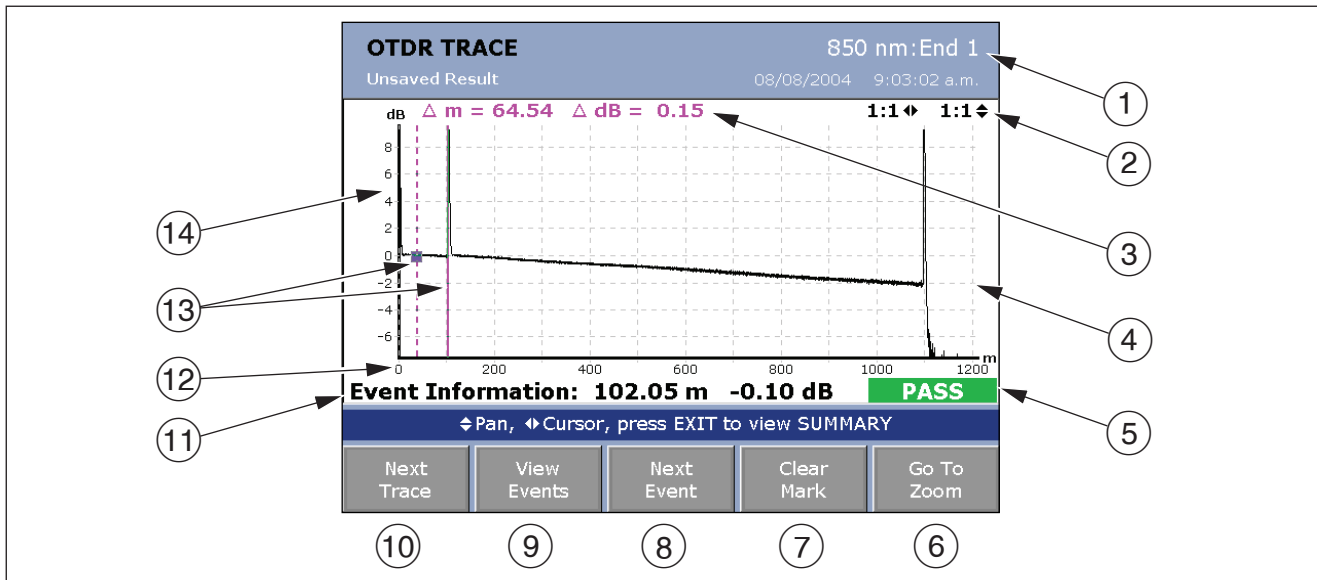 OTDR TRACE
850 nm:End 1
Unsaved Result
08/08/2004 9:03:02 a.m.
dB
Δ m = 64.54 Δ dB = 0.15
1:1 1:1
8
6
4
2
0
-2
-4
-6
0 200 400 600 800 1000 1200
m
Event Information: 102.05 m -0.10 dB
PASS
Pan, Cursor, press EXIT to view SUMMARY
Next Trace
View Events
Next Event
Clear Mark
Go To Zoom
1
2
3
4
5
6
7
8
9
10
11
12
13
14